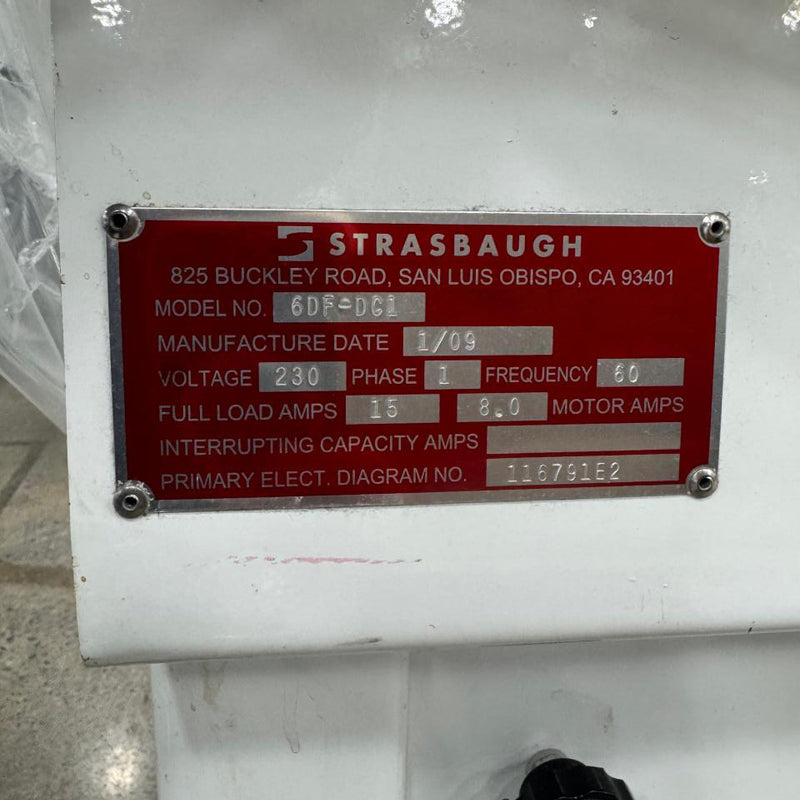 STRASBAUGH
825 BUCKLEY ROAD, SAN LUIS OBISPO, CA 93401
MODEL NO. 6DF-DC1
MANUFACTURE DATE 1/09
VOLTAGE 230 PHASE 1 FREQUENCY 60
FULL LOAD AMPS 15 8.0 MOTOR AMPS
INTERRUPTING CAPACITY AMPS
PRIMARY ELECT. DIAGRAM NO. 116791E2